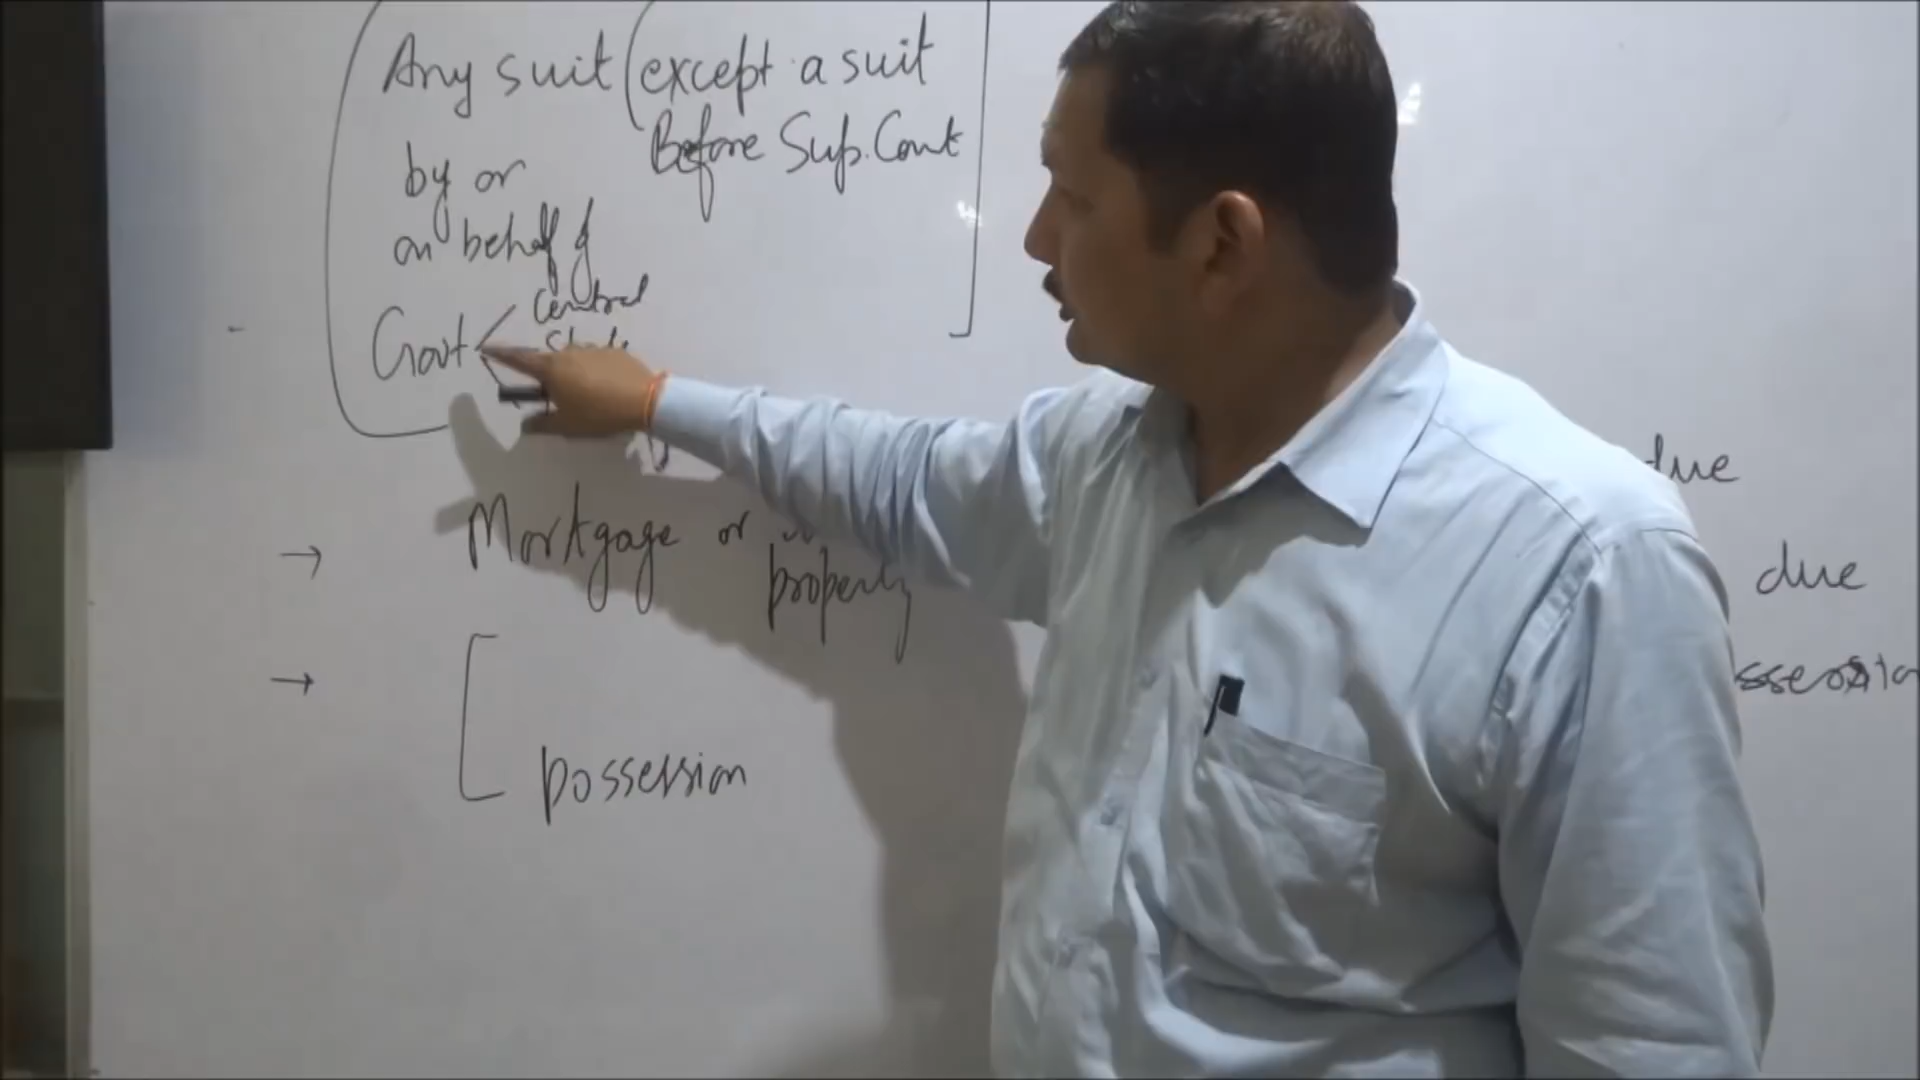 Any suit (except a suit
Before Sup. Court
by or
on behalf of
Govt
Central
State
Mortgage or
property
possession
due
due